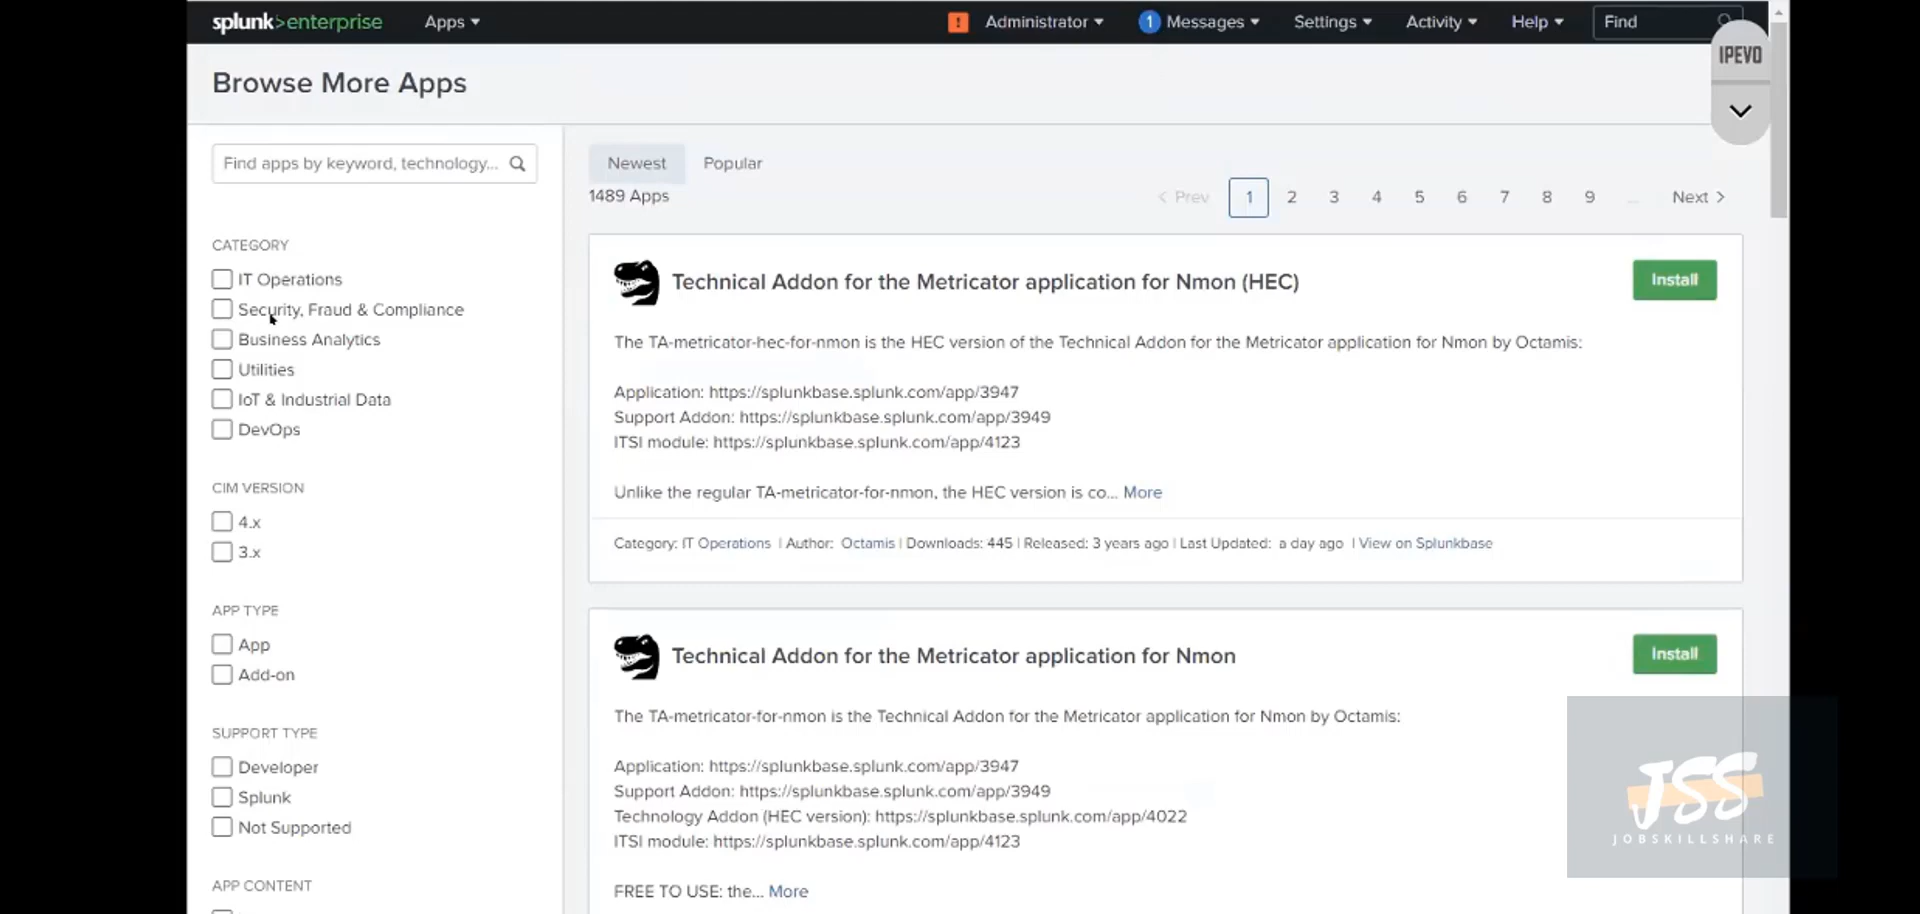 splunk>enterprise Apps Administrator 1 Messages Settings Activity Help Find
IPEVO
Browse More Apps
Find apps by keyword, technology...
CATEGORY
IT Operations
Security, Fraud & Compliance
Business Analytics
Utilities
IoT & Industrial Data
DevOps
CIM VERSION
4.x
3.x
APP TYPE
App
Add-on
SUPPORT TYPE
Developer
Splunk
Not Supported
APP CONTENT
Newest Popular
1489 Apps
< Prev 1 2 3 4 5 6 7 8 9 ... Next >
Technical Addon for the Metricator application for Nmon (HEC)
Install
The TA-metricator-hec-for-nmon is the HEC version of the Technical Addon for the Metricator application for Nmon by Octamis:
Application: https://splunkbase.splunk.com/app/3947
Support Addon: https://splunkbase.splunk.com/app/3949
ITSI module: https://splunkbase.splunk.com/app/4123
Unlike the regular TA-metricator-for-nmon, the HEC version is co... More
Category: IT Operations | Author: Octamis | Downloads: 445 | Released: 3 years ago | Last Updated: a day ago | View on Splunkbase
Technical Addon for the Metricator application for Nmon
Install
The TA-metricator-for-nmon is the Technical Addon for the Metricator application for Nmon by Octamis:
Application: https://splunkbase.splunk.com/app/3947
Support Addon: https://splunkbase.splunk.com/app/3949
Technology Addon (HEC version): https://splunkbase.splunk.com/app/4022
ITSI module: https://splunkbase.splunk.com/app/4123
FREE TO USE: the... More
JSS
JOBSKILLSHARE